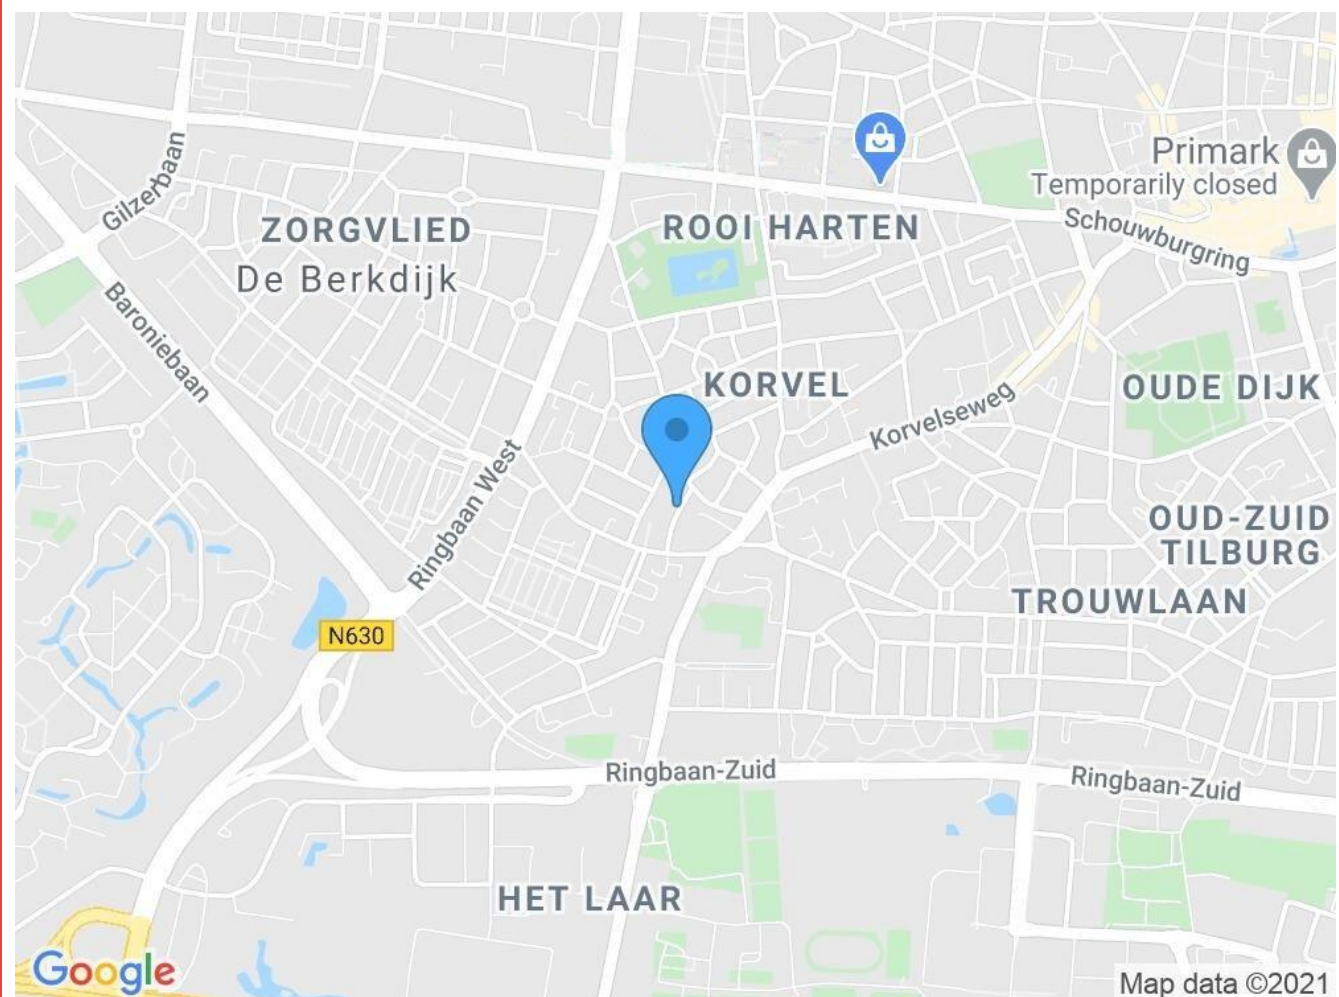 Gilzerbaan
Primark
Temporarily closed
ZORGVLIED
De Berkdijk
ROOI HARTEN
Schouwburgring
Baroniebaan
KORVEL
Korvelseweg
OUDE DIJK
Ringbaan West
OUD-ZUID
TILBURG
TROUWLAAN
N630
Ringbaan-Zuid
Ringbaan-Zuid
HET LAAR
Google
Map data ©2021